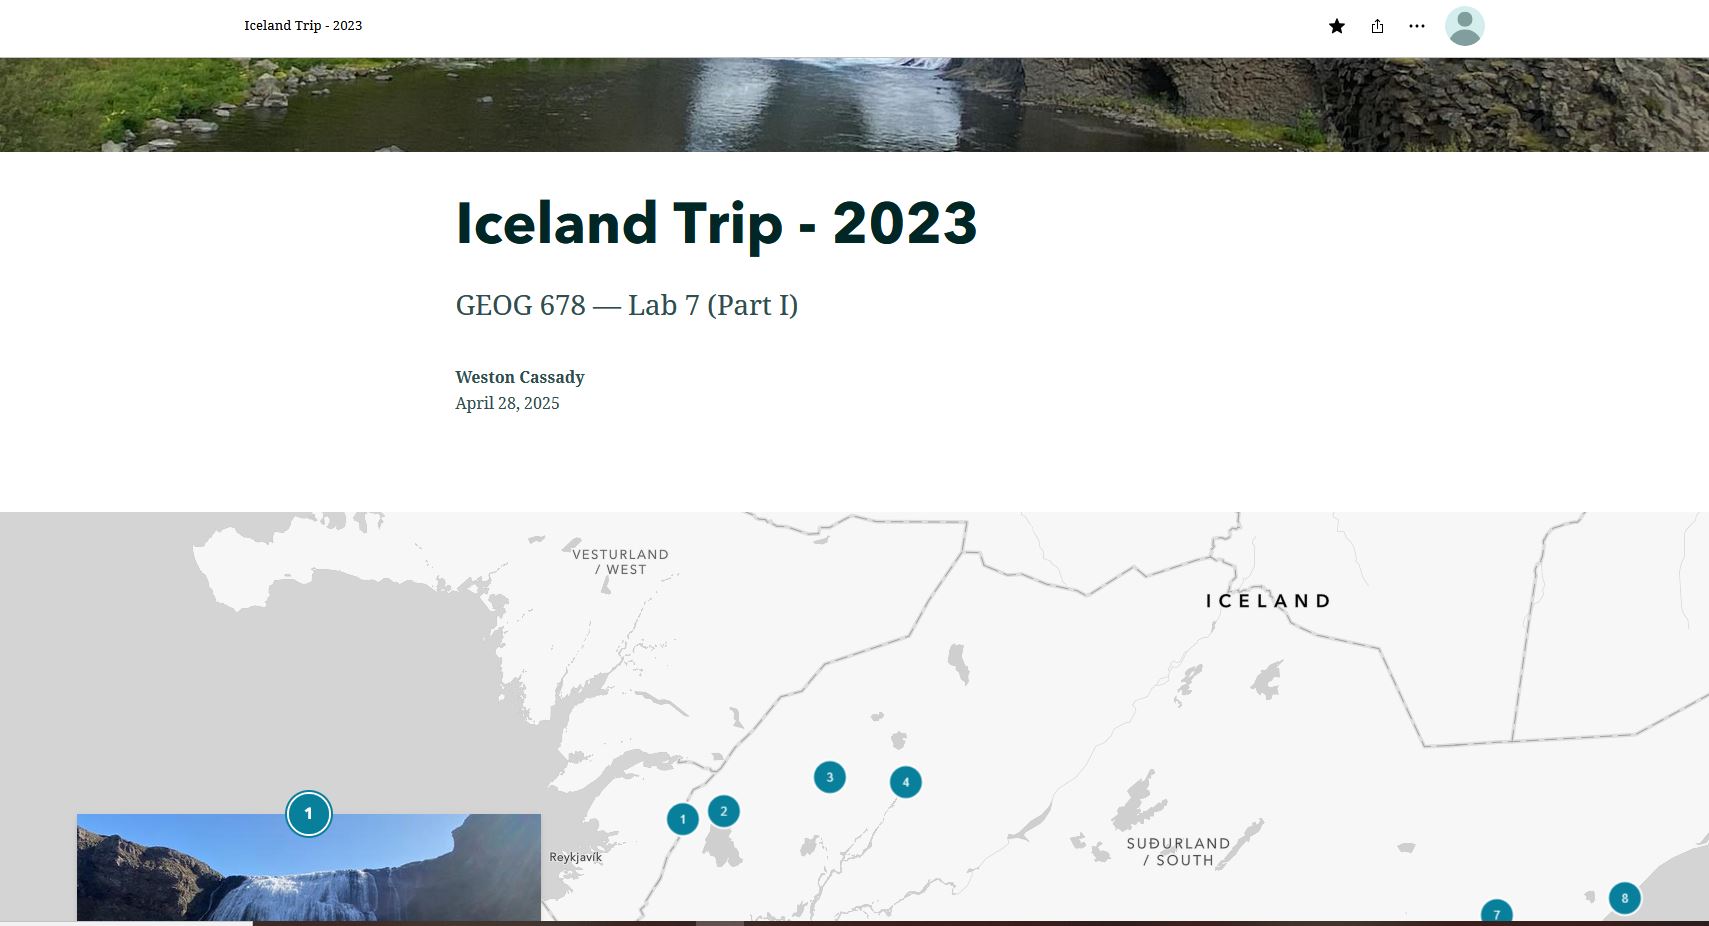 Iceland Trip - 2023
Iceland Trip - 2023
GEOG 678 — Lab 7 (Part I)
Weston Cassady
April 28, 2025
VESTURLAND
/ WEST
ICELAND
3
4
1
2
1
SUÐURLAND
/ SOUTH
Reykjavík
8
7